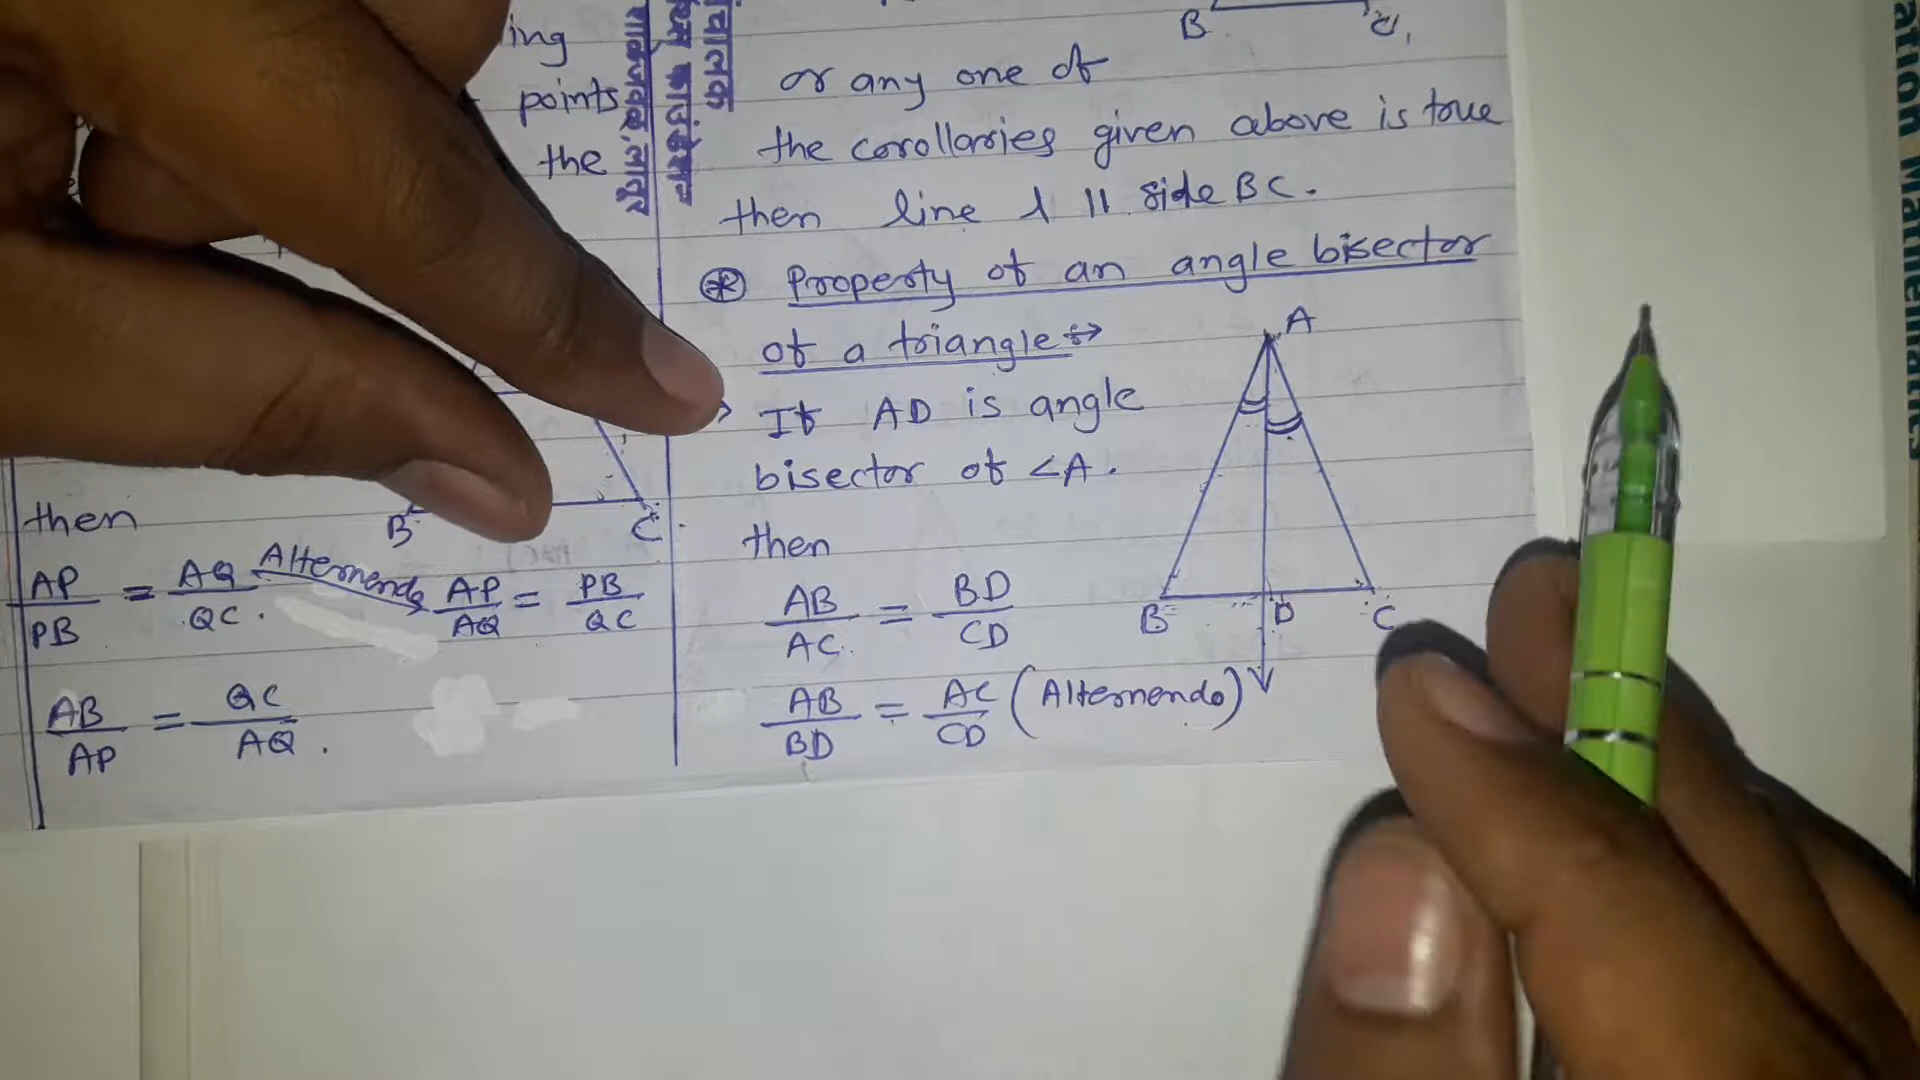 ing
points
the
then
B C
AP/PB = AQ/QC. Alternendo AP/AQ = PB/QC
AB/AP = QC/AQ.
B C
or any one of
the corollaries given above is true
then line l || side BC.
* Property of an angle bisector
of a triangle
A
If AD is angle
bisector of ∠A.
then
B D C
AB/AC. = BD/CD
AB/BD = AC/CD (Alternendo)